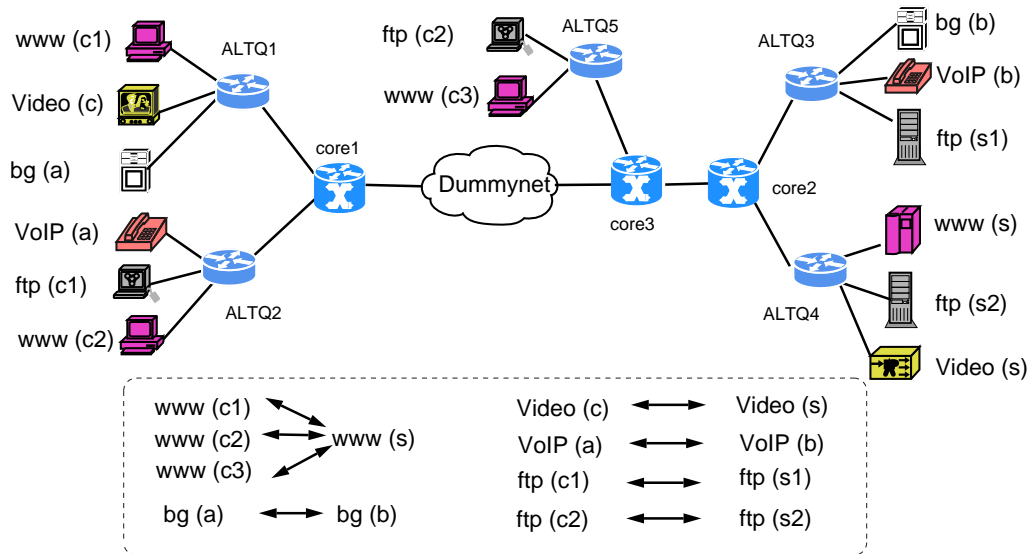 www (c1)
Video (c)
bg (a)
VoIP (a)
ftp (c1)
www (c2)
ALTQ1
ALTQ2
core1
ftp (c2)
www (c3)
ALTQ5
Dummynet
core3
core2
ALTQ3
ALTQ4
bg (b)
VoIP (b)
ftp (s1)
www (s)
ftp (s2)
Video (s)
www (c1)
www (c2) www (s)
www (c3)
bg (a) bg (b)
Video (c) Video (s)
VoIP (a) VoIP (b)
ftp (c1) ftp (s1)
ftp (c2) ftp (s2)